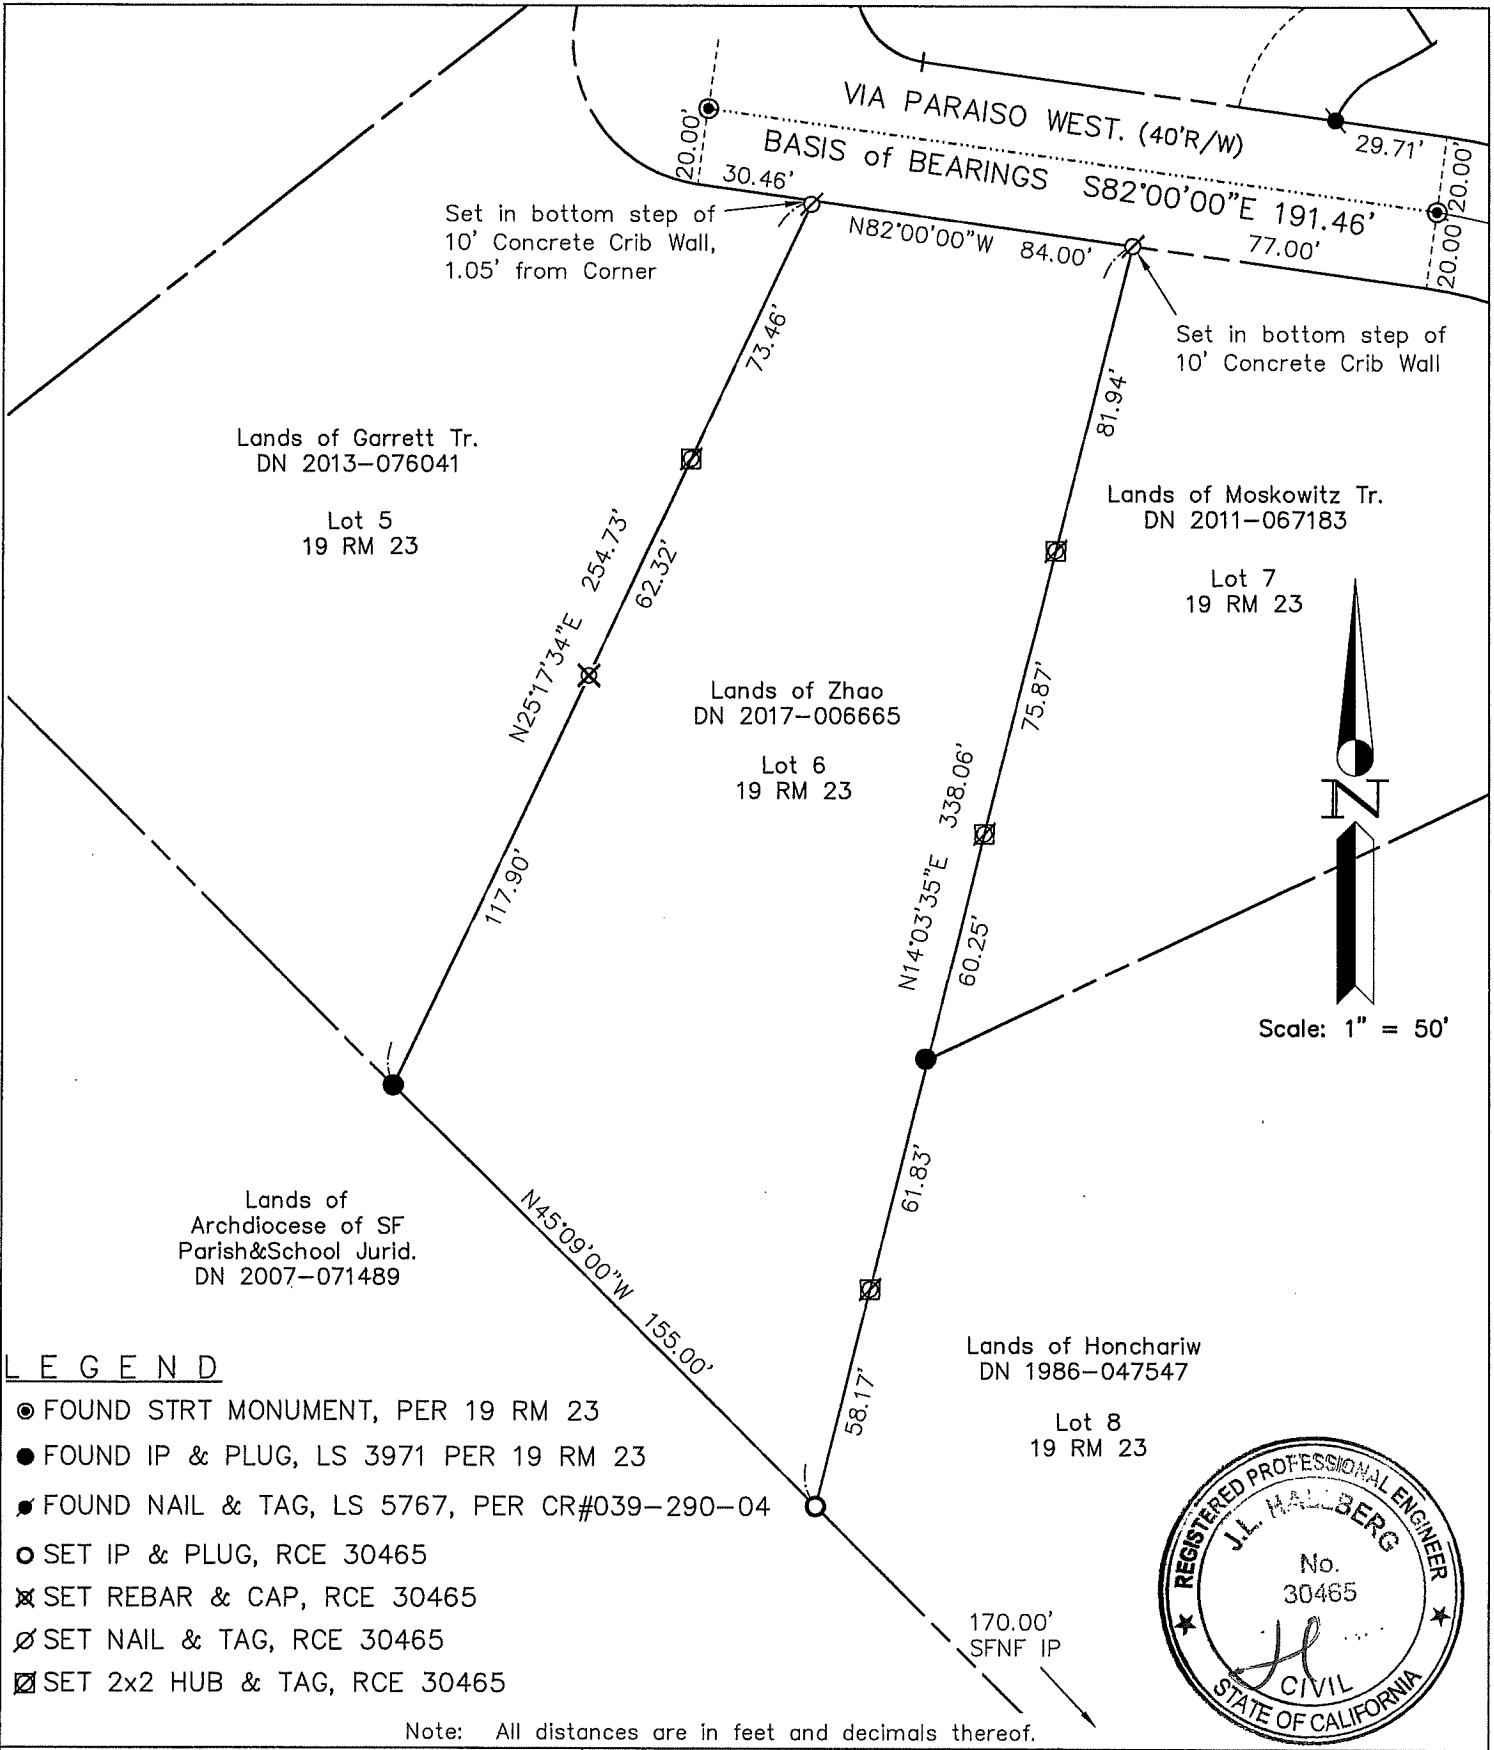 VIA PARAISO WEST. (40'R/W)
BASIS of BEARINGS S82°00'00"E 191.46'
20.00'
30.46'
29.71'
20.00'
20.00'
N82°00'00"W 84.00'
77.00'
Set in bottom step of
10' Concrete Crib Wall,
1.05' from Corner
Set in bottom step of
10' Concrete Crib Wall
73.46'
81.94'
Lands of Garrett Tr.
DN 2013-076041
Lot 5
19 RM 23
Lands of Moskowitz Tr.
DN 2011-067183
Lot 7
19 RM 23
N25°17'34"E 254.73'
62.32'
Lands of Zhao
DN 2017-006665
Lot 6
19 RM 23
75.87'
N14°03'35"E 338.06'
60.25'
117.90'
N
Scale: 1" = 50'
61.83'
Lands of
Archdiocese of SF
Parish&School Jurid.
DN 2007-071489
N45°09'00"W 155.00'
58.17'
Lands of Honchariw
DN 1986-047547
Lot 8
19 RM 23
170.00'
SFNF IP
LEGEND
FOUND STRT MONUMENT, PER 19 RM 23
FOUND IP & PLUG, LS 3971 PER 19 RM 23
FOUND NAIL & TAG, LS 5767, PER CR#039-290-04
SET IP & PLUG, RCE 30465
SET REBAR & CAP, RCE 30465
SET NAIL & TAG, RCE 30465
SET 2x2 HUB & TAG, RCE 30465
Note: All distances are in feet and decimals thereof.
REGISTERED PROFESSIONAL ENGINEER
J.L. HALLBERG
No.
30465
CIVIL
STATE OF CALIFORNIA